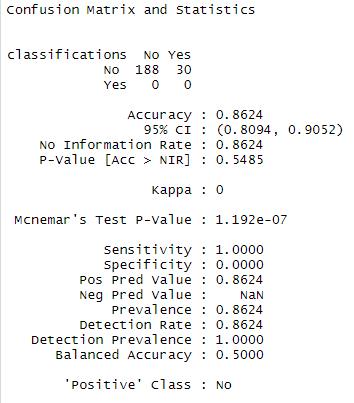 Confusion Matrix and Statistics
classifications No Yes
No 188 30
Yes 0 0
Accuracy : 0.8624
95% CI : (0.8094, 0.9052)
No Information Rate : 0.8624
P-Value [Acc > NIR] : 0.5485
Kappa : 0
Mcnemar's Test P-Value : 1.192e-07
Sensitivity : 1.0000
Specificity : 0.0000
Pos Pred Value : 0.8624
Neg Pred Value : NaN
Prevalence : 0.8624
Detection Rate : 0.8624
Detection Prevalence : 1.0000
Balanced Accuracy : 0.5000
'Positive' Class : No